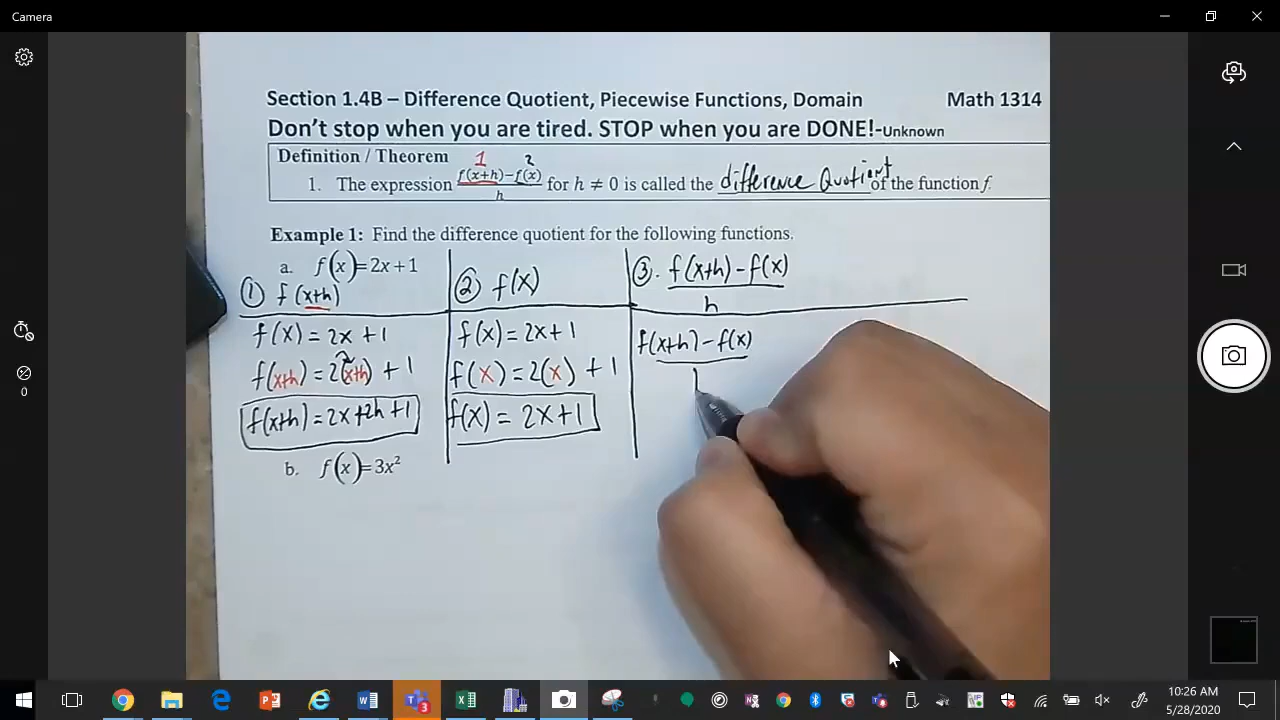 Camera
Section 1.4B – Difference Quotient, Piecewise Functions, Domain Math 1314
Don't stop when you are tired. STOP when you are DONE!-Unknown
Definition / Theorem 1 2
1. The expression f(x+h)−f(x)/h for h ≠ 0 is called the difference Quotient of the function f.
Example 1: Find the difference quotient for the following functions.
a. f(x)=2x+1
① f(x+h)
f(x) = 2x + 1
f(x+h) = 2(x+h) + 1
f(x+h) = 2x+2h+1
② f(x)
f(x) = 2x+1
f(x) = 2(x) + 1
f(x) = 2x+1
③. f(x+h) − f(x)
h
f(x+h) − f(x)
b. f(x)=3x²
0
3
10:26 AM
5/28/2020